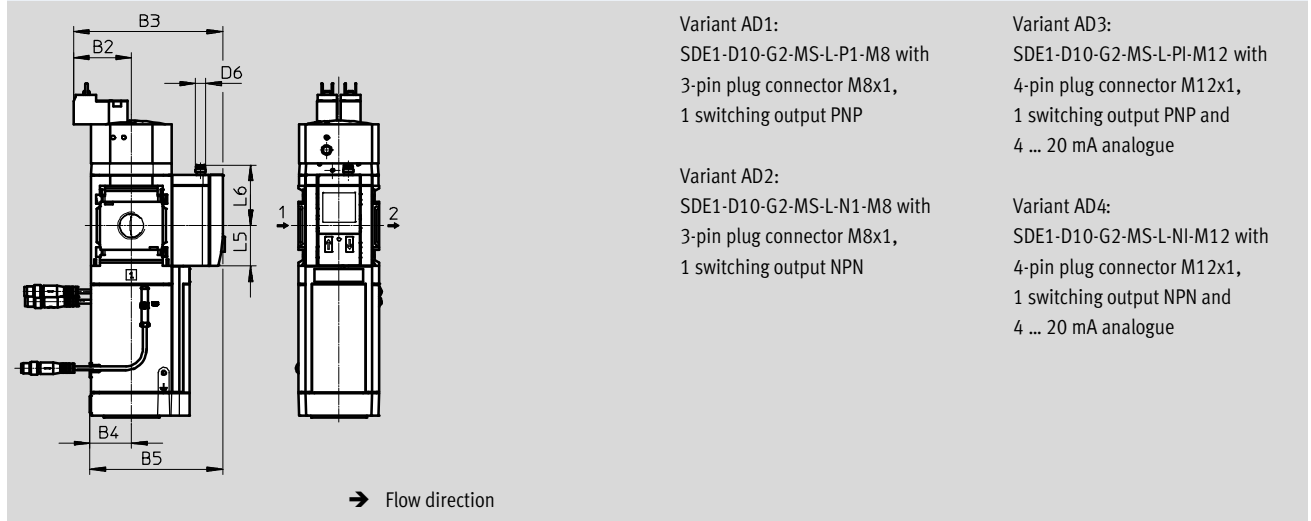 B3
B2
D6
L6
L5
1
2
B4
B5
➔ Flow direction
Variant AD1:
SDE1-D10-G2-MS-L-P1-M8 with
3-pin plug connector M8x1,
1 switching output PNP
Variant AD2:
SDE1-D10-G2-MS-L-N1-M8 with
3-pin plug connector M8x1,
1 switching output NPN
Variant AD3:
SDE1-D10-G2-MS-L-PI-M12 with
4-pin plug connector M12x1,
1 switching output PNP and
4 ... 20 mA analogue
Variant AD4:
SDE1-D10-G2-MS-L-NI-M12 with
4-pin plug connector M12x1,
1 switching output NPN and
4 ... 20 mA analogue